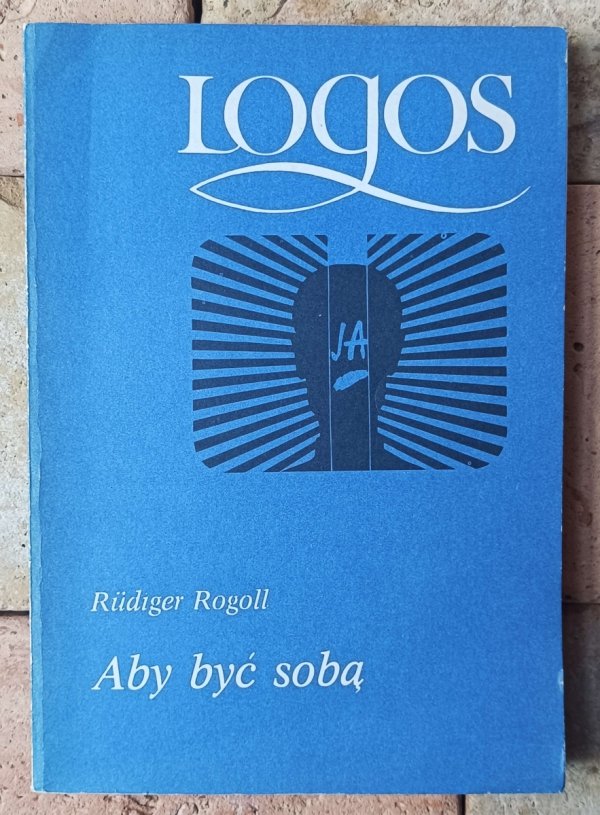 LOGOS
JA
Rüdiger Rogoll
Aby być sobą